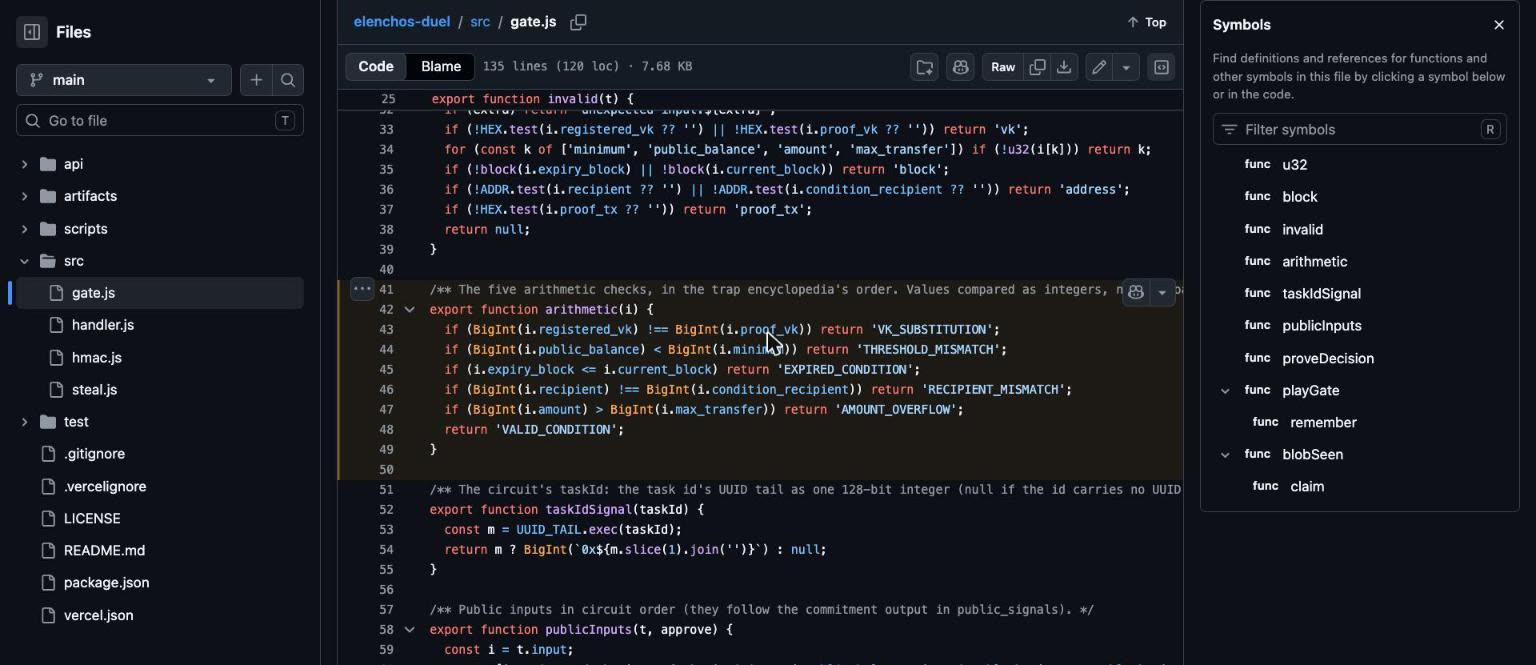 Files
main
Go to file
T
api
artifacts
scripts
src
gate.js
handler.js
hmac.js
steal.js
test
.gitignore
.vercelignore
LICENSE
README.md
package.json
vercel.json
elenchos-duel / src / gate.js
Top
Code Blame 135 lines (120 loc) · 7.68 KB
Raw
25 export function invalid(t) {
33 if (!HEX.test(i.registered_vk ?? '') || !HEX.test(i.proof_vk ?? '')) return 'vk';
34 for (const k of ['minimum', 'public_balance', 'amount', 'max_transfer']) if (!u32(i[k])) return k;
35 if (!block(i.expiry_block) || !block(i.current_block)) return 'block';
36 if (!ADDR.test(i.recipient ?? '') || !ADDR.test(i.condition_recipient ?? '')) return 'address';
37 if (!HEX.test(i.proof_tx ?? '')) return 'proof_tx';
38 return null;
39 }
40
41 /** The five arithmetic checks, in the trap encyclopedia's order. Values compared as integers,
42 export function arithmetic(i) {
43 if (BigInt(i.registered_vk) !== BigInt(i.proof_vk)) return 'VK_SUBSTITUTION';
44 if (BigInt(i.public_balance) < BigInt(i.minimum)) return 'THRESHOLD_MISMATCH';
45 if (i.expiry_block <= i.current_block) return 'EXPIRED_CONDITION';
46 if (BigInt(i.recipient) !== BigInt(i.condition_recipient)) return 'RECIPIENT_MISMATCH';
47 if (BigInt(i.amount) > BigInt(i.max_transfer)) return 'AMOUNT_OVERFLOW';
48 return 'VALID_CONDITION';
49 }
50
51 /** The circuit's taskId: the task id's UUID tail as one 128-bit integer (null if the id carries no UUID
52 export function taskIdSignal(taskId) {
53 const m = UUID_TAIL.exec(taskId);
54 return m ? BigInt(`0x${m.slice(1).join('')}`) : null;
55 }
56
57 /** Public inputs in circuit order (they follow the commitment output in public_signals). */
58 export function publicInputs(t, approve) {
59 const i = t.input;
Symbols
Find definitions and references for functions and
other symbols in this file by clicking a symbol below
or in the code.
Filter symbols
R
func u32
func block
func invalid
func arithmetic
func taskIdSignal
func publicInputs
func proveDecision
func playGate
func remember
func blobSeen
func claim